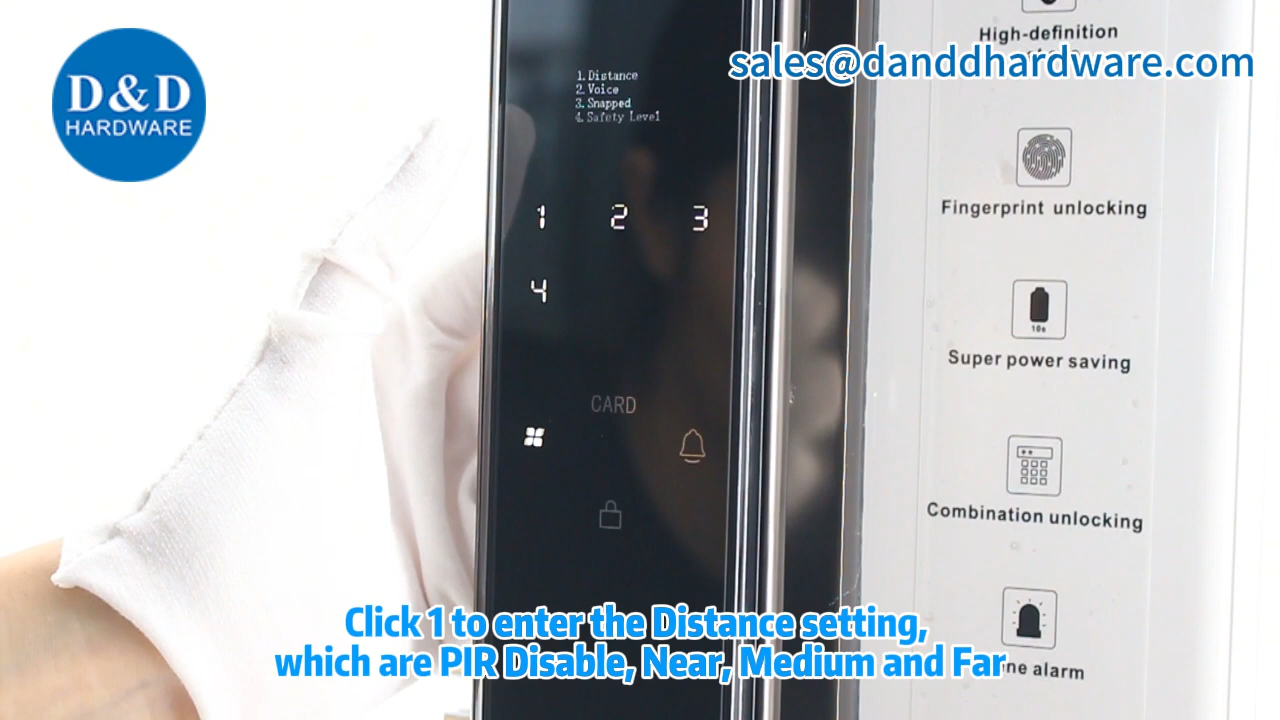 D&D
HARDWARE
sales@danddhardware.com
1.Distance
2.Voice
3.Snapped
4.Safety Level
1 2 3
4
CARD
High-definition
Fingerprint unlocking
10s
Super power saving
Combination unlocking
ne alarm
Click 1 to enter the Distance setting,
which are PIR Disable, Near, Medium and Far